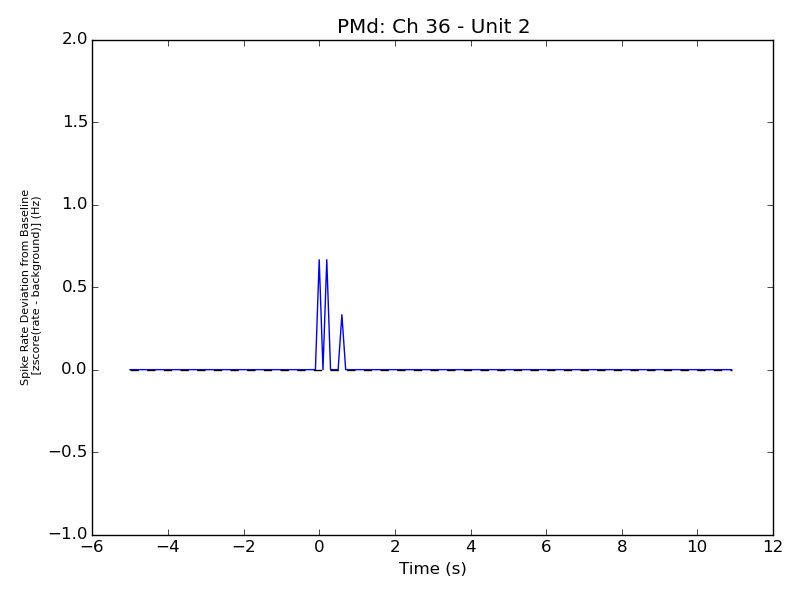 PMd: Ch 36 - Unit 2
2.0
1.5
1.0
0.5
0.0
−0.5
−1.0
Spike Rate Deviation from Baseline
[zscore(rate - background)] (Hz)
−6 −4 −2 0 2 4 6 8 10 12
Time (s)